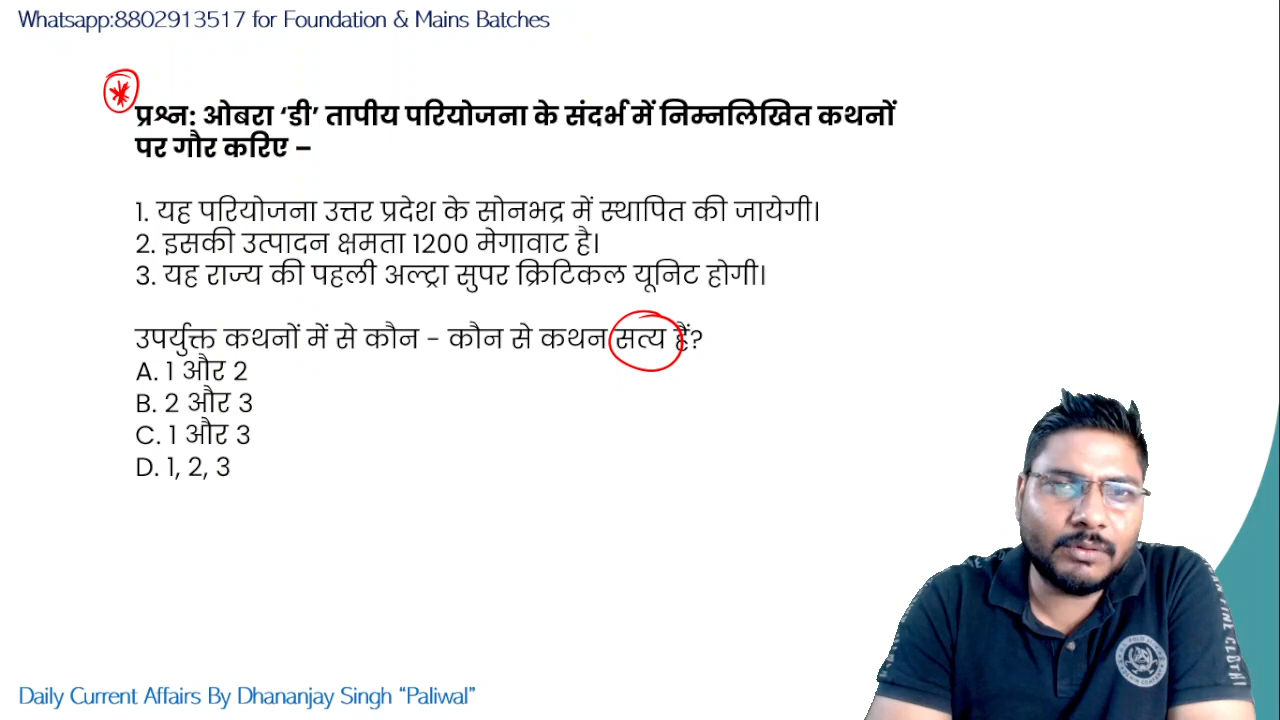 Whatsapp:8802913517 for Foundation & Mains Batches
प्रश्न: ओबरा ‘डी’ तापीय परियोजना के संदर्भ में निम्नलिखित कथनों
पर गौर करिए –
1. यह परियोजना उत्तर प्रदेश के सोनभद्र में स्थापित की जायेगी।
2. इसकी उत्पादन क्षमता 1200 मेगावाट है।
3. यह राज्य की पहली अल्ट्रा सुपर क्रिटिकल यूनिट होगी।
उपर्युक्त कथनों में से कौन - कौन से कथन सत्य हैं?
A. 1 और 2
B. 2 और 3
C. 1 और 3
D. 1, 2, 3
Daily Current Affairs By Dhananjay Singh “Paliwal”